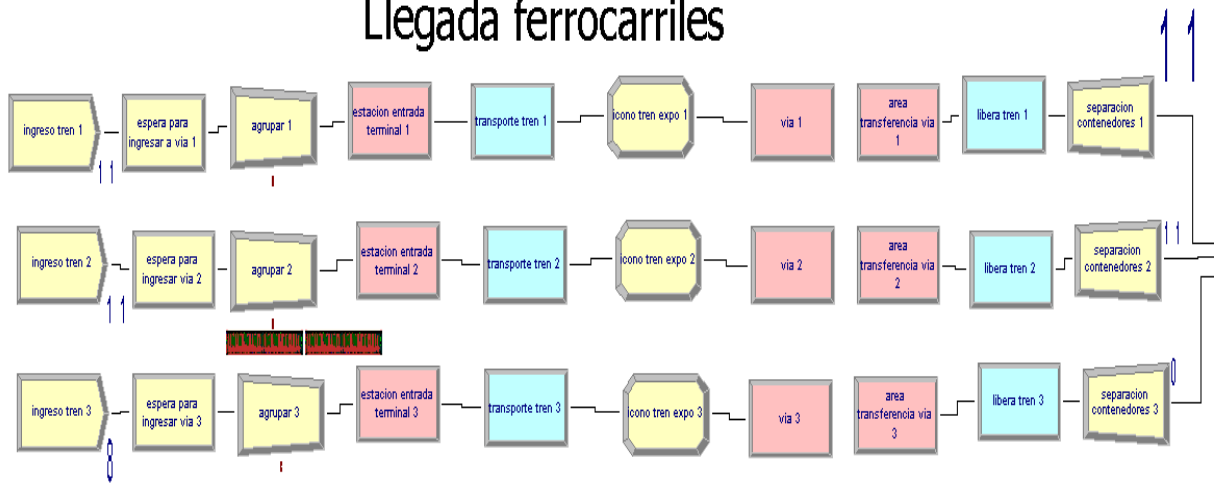 Llegada ferrocarriles
11
ingreso tren 1
11
espera para
ingresar a via 1
agrupar 1
estacion entrada
terminal 1
transporte tren 1
icono tren expo 1
via 1
area
transferencia via
1
libera tren 1
separacion
contenedores 1
ingreso tren 2
11
espera para
ingresar via 2
agrupar 2
estacion entrada
terminal 2
transporte tren 2
icono tren expo 2
via 2
area
transferencia via
2
libera tren 2
separacion
contenedores 2
11
ingreso tren 3
8
espera para
ingresar via 3
agrupar 3
estacion entrada
terminal 3
transporte tren 3
icono tren expo 3
via 3
area
transferencia via
3
libera tren 3
separacion
contenedores 3
0